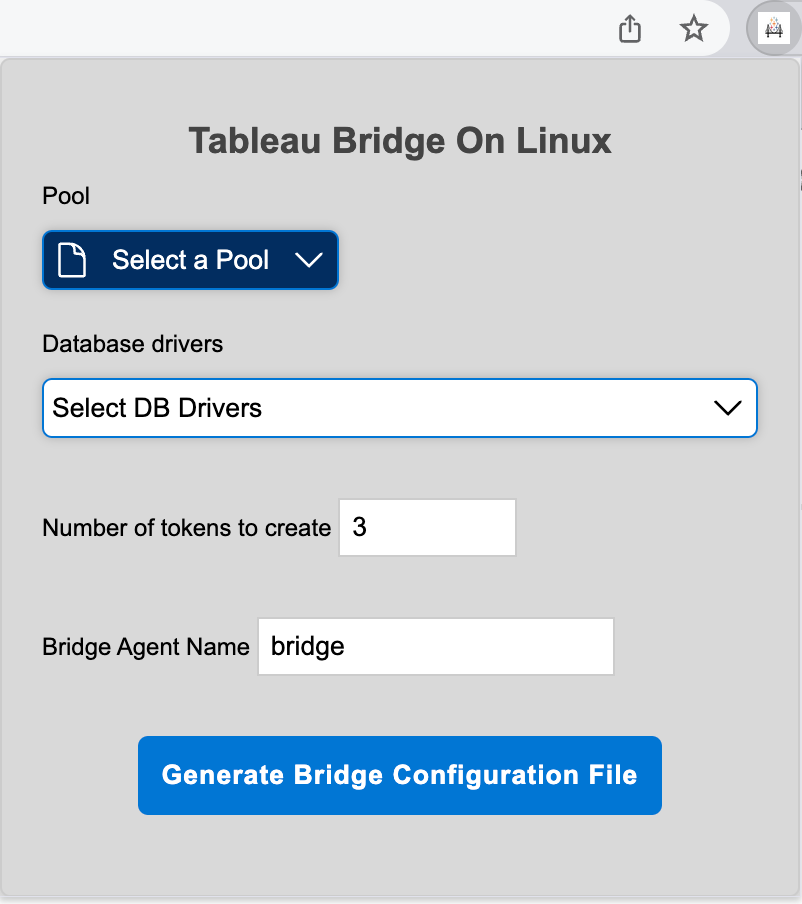 Tableau Bridge On Linux
Pool
Select a Pool
Database drivers
Select DB Drivers
Number of tokens to create 3
Bridge Agent Name bridge
Generate Bridge Configuration File